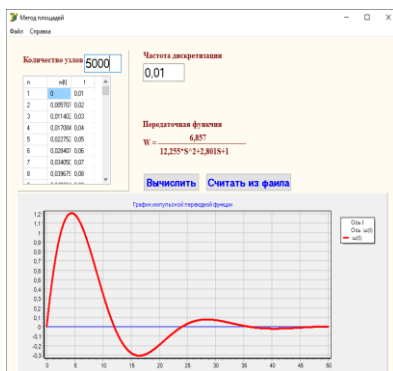 Метод площадей
Файл Справка
Количество узлов 5000
Частота дискретизации
0,01
n w(t) t
1 0 0,01
2 0,005707 0,02
3 0,011402 0,03
4 0,017084 0,04
5 0,022752 0,05
6 0,028407 0,06
7 0,034050 0,07
8 0,039675 0,08
Передаточная функчия
6,857
W =
12,255*S^2+2,801S+1
Вычислить Считать из фаила
График импульсной переводной функции
Ось t
Ось w(t)
w(t)
1,2
1,1
1
0,9
0,8
0,7
0,6
0,5
0,4
0,3
0,2
0,1
0
-0,1
-0,2
-0,3
0 5 10 15 20 25 30 35 40 45 50